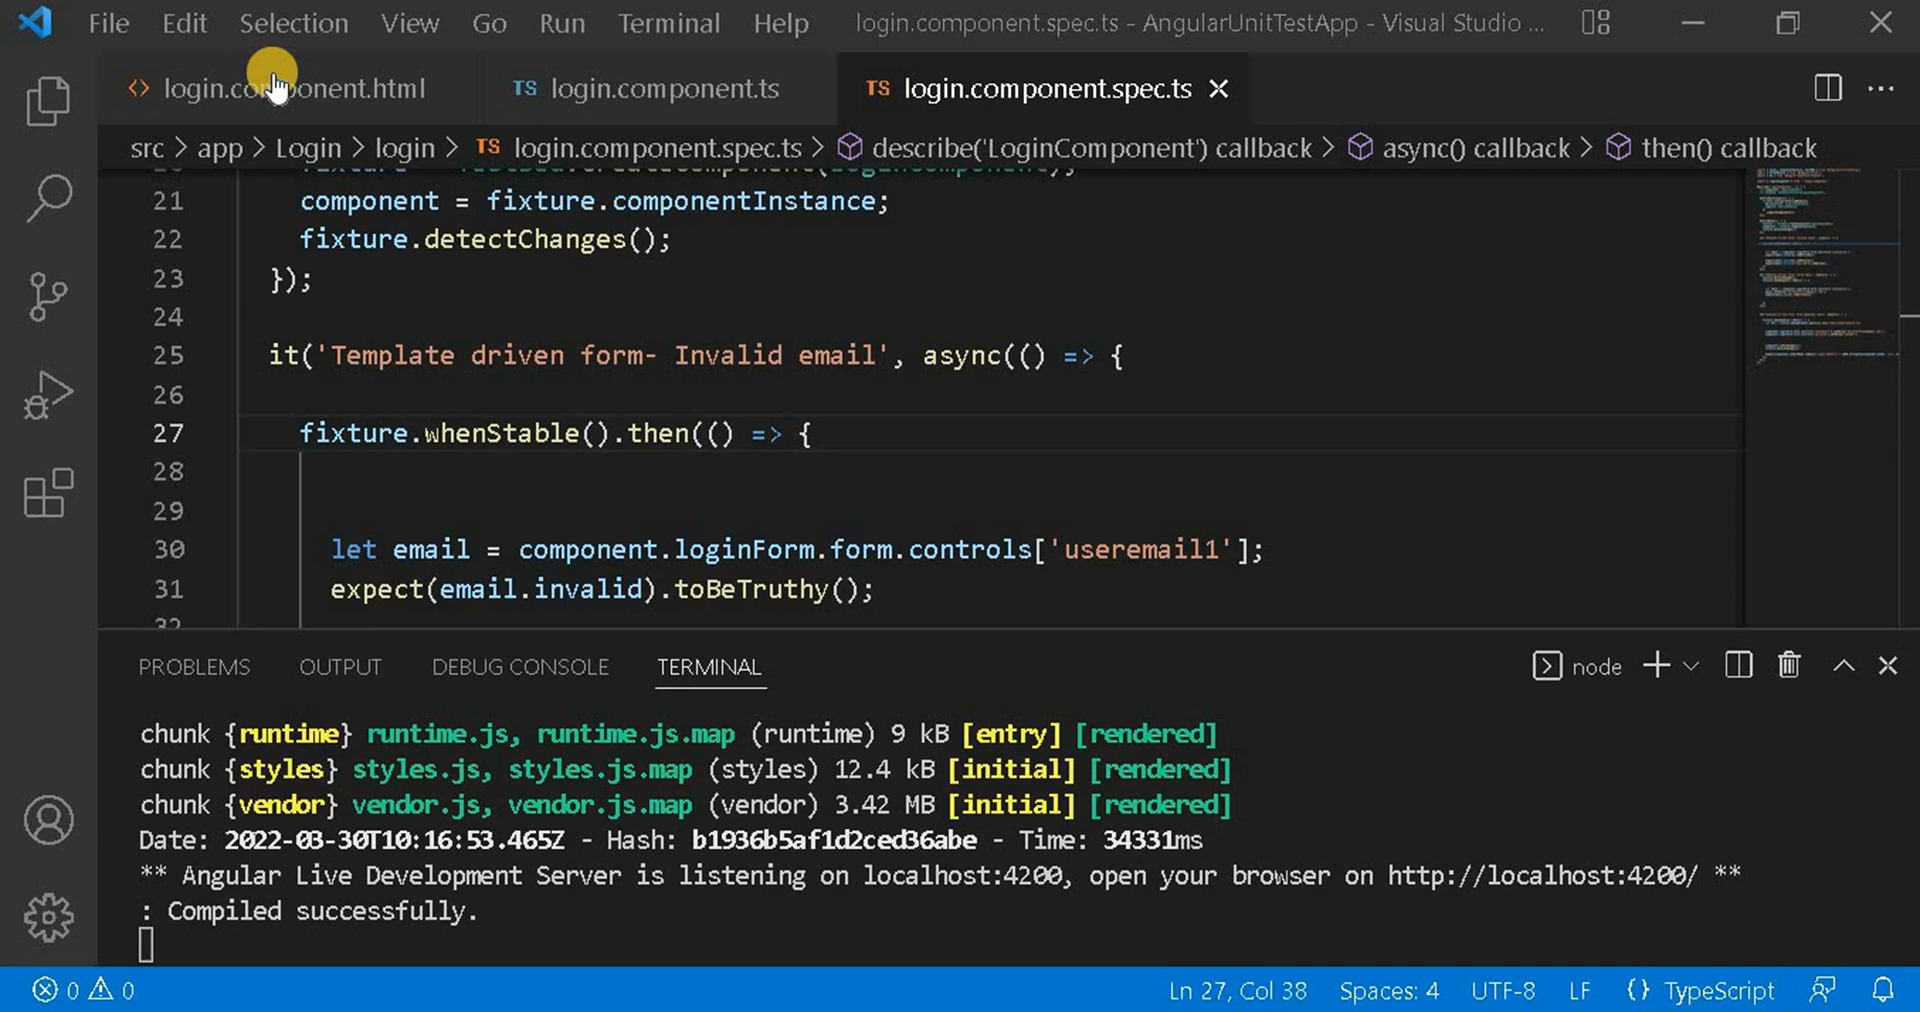 File Edit Selection View Go Run Terminal Help login.component.spec.ts - AngularUnitTestApp - Visual Studio ...
<> login.component.html TS login.component.ts TS login.component.spec.ts
src > app > Login > login > TS login.component.spec.ts > describe('LoginComponent') callback > async() callback > then() callback
21 component = fixture.componentInstance;
22 fixture.detectChanges();
23 });
24
25 it('Template driven form- Invalid email', async(() => {
26
27 fixture.whenStable().then(() => {
28
29
30 let email = component.loginForm.form.controls['useremail1'];
31 expect(email.invalid).toBeTruthy();
32
PROBLEMS OUTPUT DEBUG CONSOLE TERMINAL node
chunk {runtime} runtime.js, runtime.js.map (runtime) 9 kB [entry] [rendered]
chunk {styles} styles.js, styles.js.map (styles) 12.4 kB [initial] [rendered]
chunk {vendor} vendor.js, vendor.js.map (vendor) 3.42 MB [initial] [rendered]
Date: 2022-03-30T10:16:53.465Z - Hash: b1936b5af1d2ced36abe - Time: 34331ms
** Angular Live Development Server is listening on localhost:4200, open your browser on http://localhost:4200/ **
: Compiled successfully.
0 0 Ln 27, Col 38 Spaces: 4 UTF-8 LF {} TypeScript